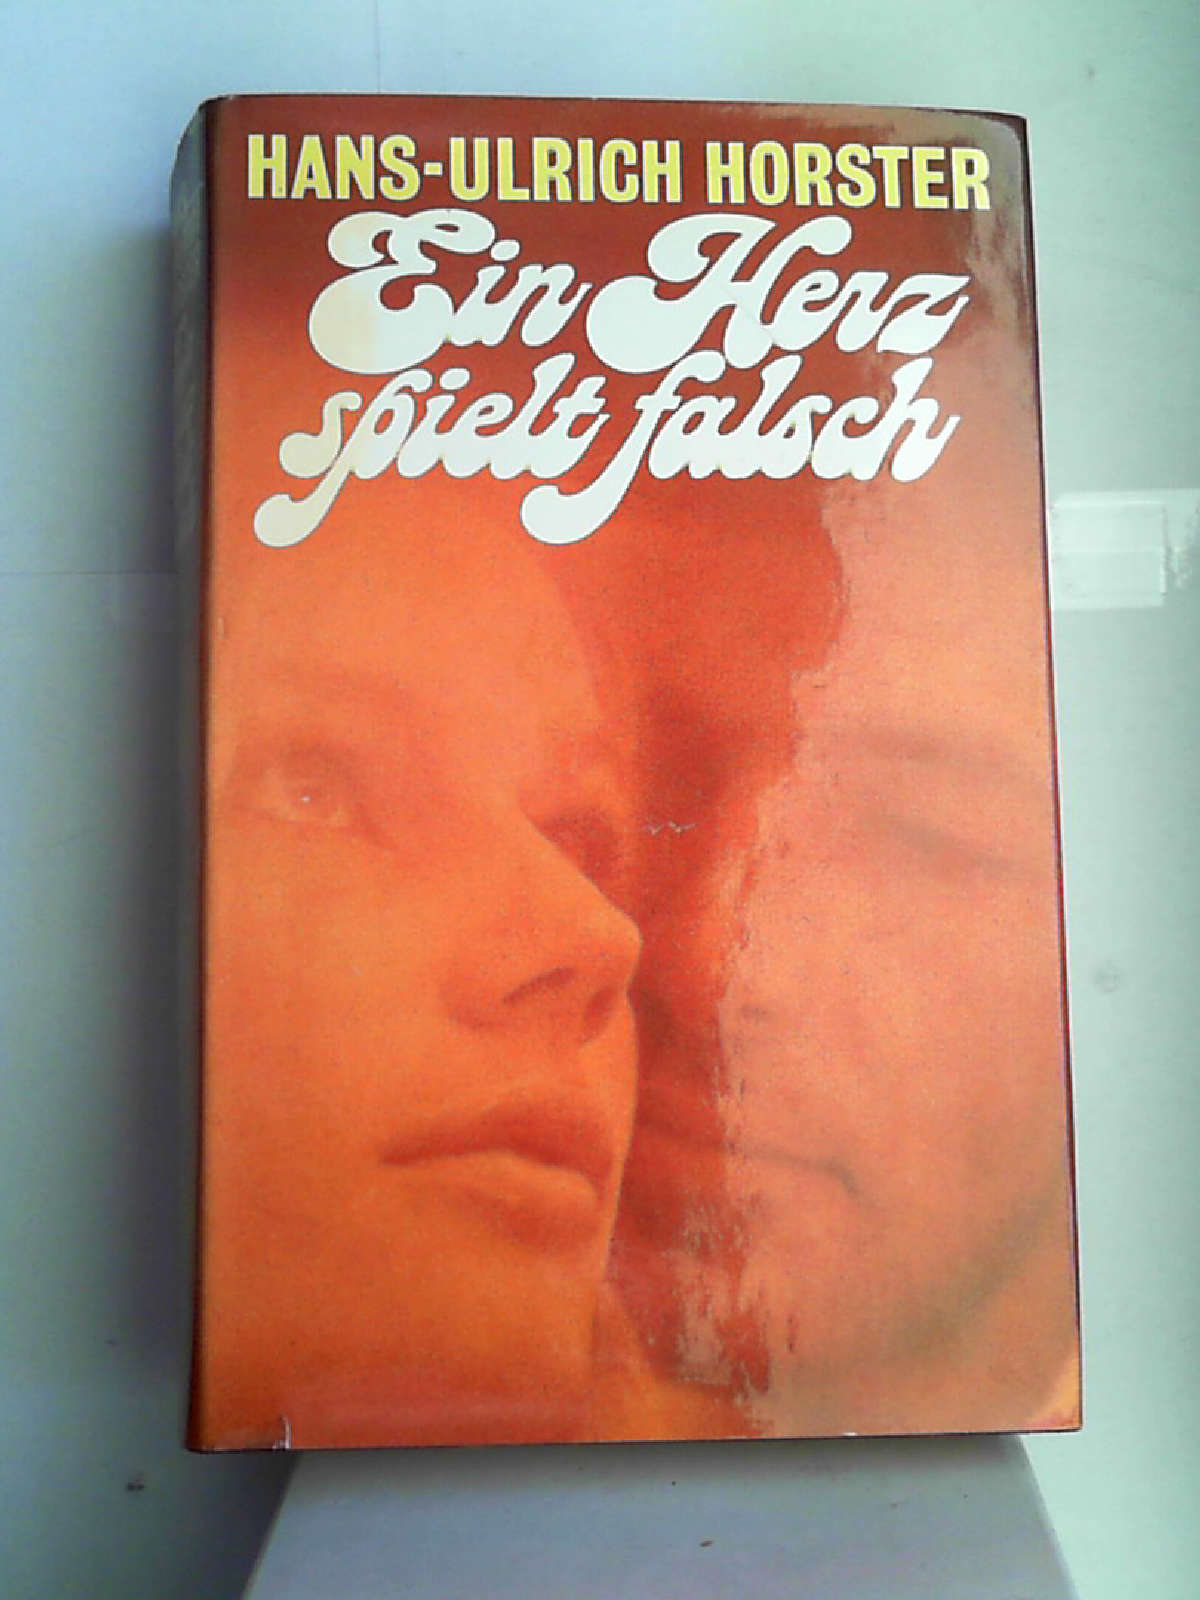 HANS-ULRICH HORSTER
Ein Herz
spielt falsch